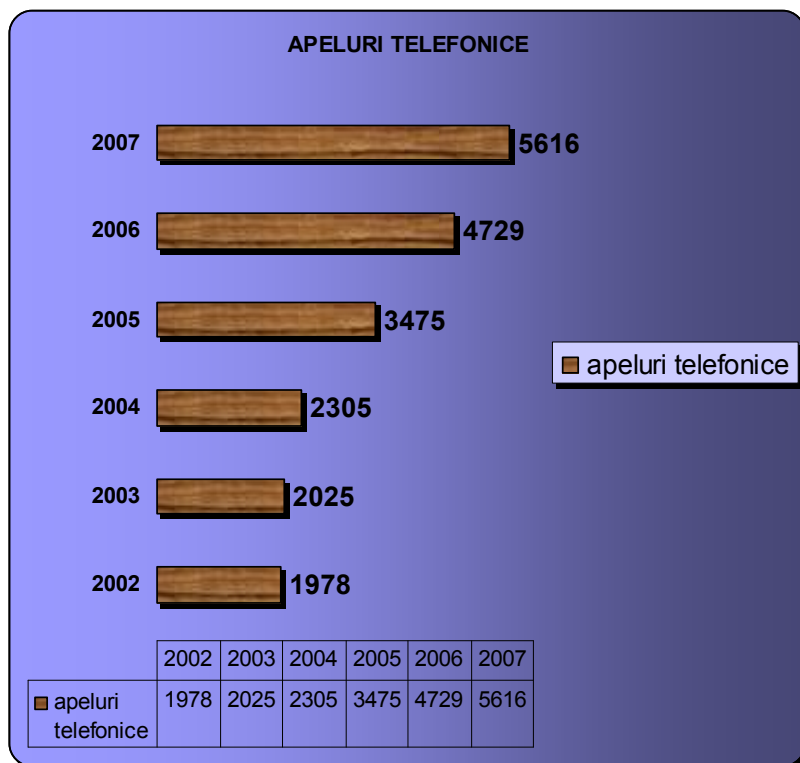 APELURI TELEFONICE
2007 5616
2006 4729
2005 3475
apeluri telefonice
2004 2305
2003 2025
2002 1978
2002 2003 2004 2005 2006 2007
apeluri 1978 2025 2305 3475 4729 5616
telefonice